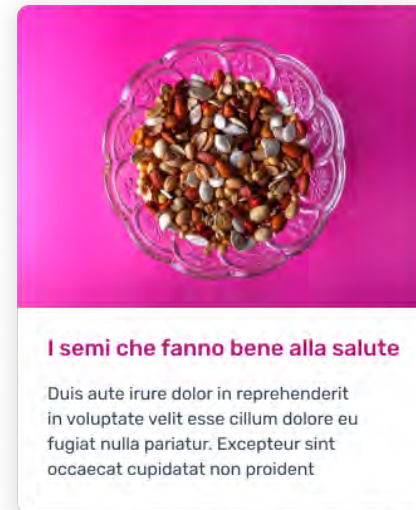 I semi che fanno bene alla salute
Duis aute irure dolor in reprehenderit
in voluptate velit esse cillum dolore eu
fugiat nulla pariatur. Excepteur sint
occaecat cupidatat non proident